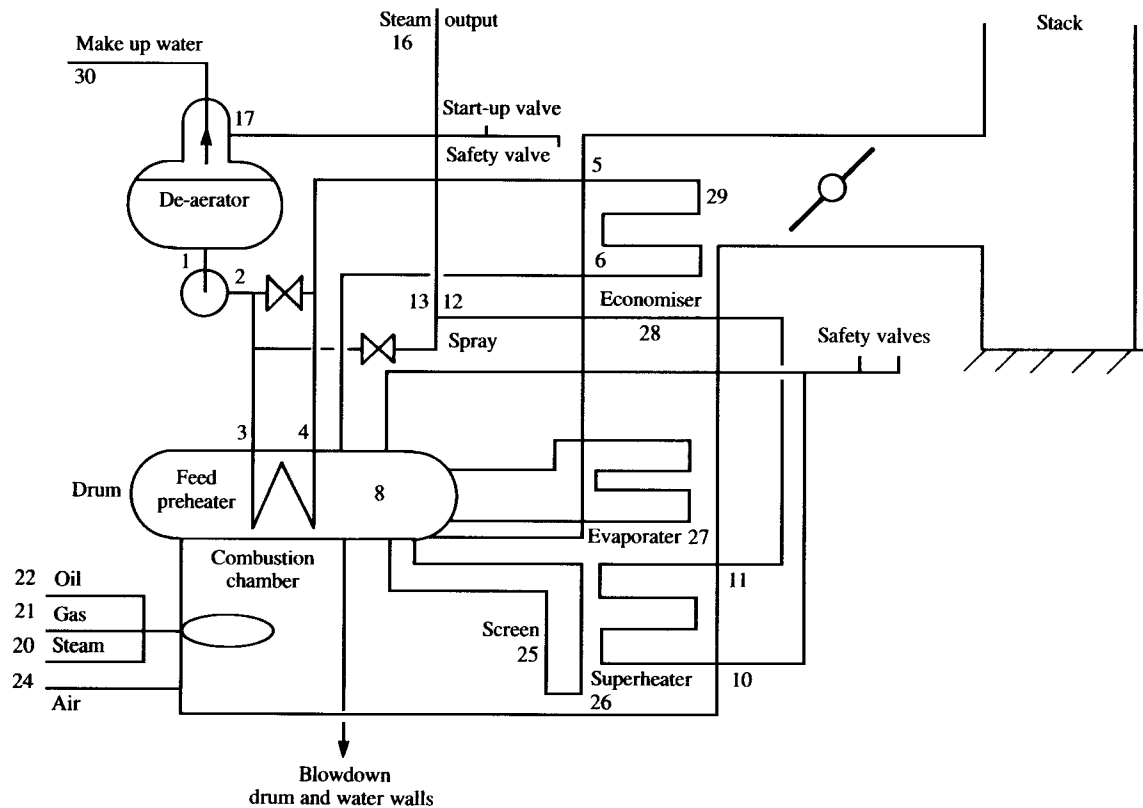 Steam output
16
Stack
Make up water
30
17
Start-up valve
Safety valve
5
De-aerator
29
1
2
6
13 12
Economiser
28
Spray
Safety valves
3
4
Drum
Feed
preheater
8
Evaporater 27
Combustion
chamber
11
22 Oil
21 Gas
20 Steam
24
Air
Screen
25
Superheater
26
10
Blowdown
drum and water walls